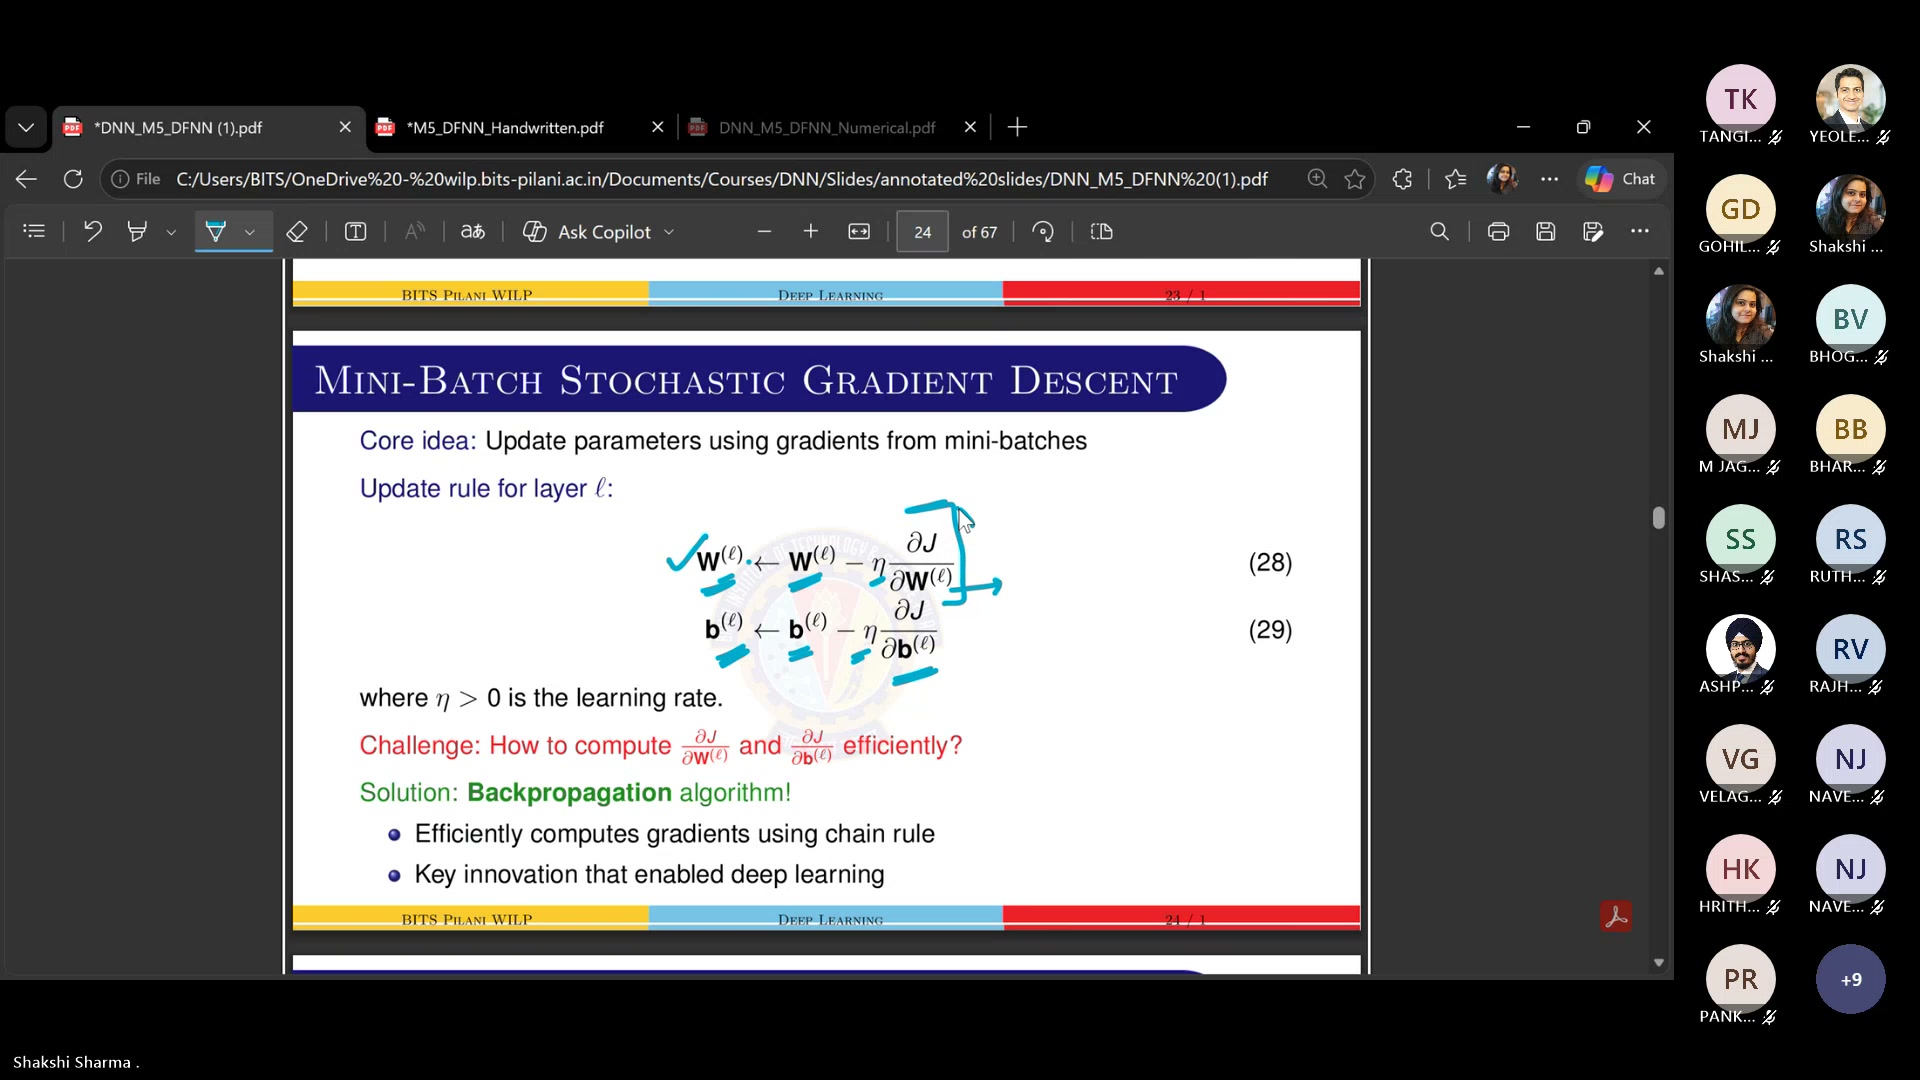 *DNN_M5_DFNN (1).pdf
*M5_DFNN_Handwritten.pdf
DNN_M5_DFNN_Numerical.pdf
File C:/Users/BITS/OneDrive%20-%20wilp.bits-pilani.ac.in/Documents/Courses/DNN/Slides/annotated%20slides/DNN_M5_DFNN%20(1).pdf
Chat
Ask Copilot
24 of 67
BITS Pilani WILP Deep Learning 23 / 1
Mini-Batch Stochastic Gradient Descent
Core idea: Update parameters using gradients from mini-batches
Update rule for layer ℓ:
W^(ℓ) ← W^(ℓ) − η ∂J/∂W^(ℓ) (28)
b^(ℓ) ← b^(ℓ) − η ∂J/∂b^(ℓ) (29)
where η > 0 is the learning rate.
Challenge: How to compute ∂J/∂W^(ℓ) and ∂J/∂b^(ℓ) efficiently?
Solution: Backpropagation algorithm!
Efficiently computes gradients using chain rule
Key innovation that enabled deep learning
BITS Pilani WILP Deep Learning 24 / 1
TK
TANGI... YEOLE...
GD
GOHIL... Shakshi ...
BV
Shakshi ... BHOG...
MJ BB
M JAG... BHAR...
SS RS
SHAS... RUTH...
RV
ASHP... RAJH...
VG NJ
VELAG... NAVE...
HK NJ
HRITH... NAVE...
PR +9
PANK...
Shakshi Sharma .